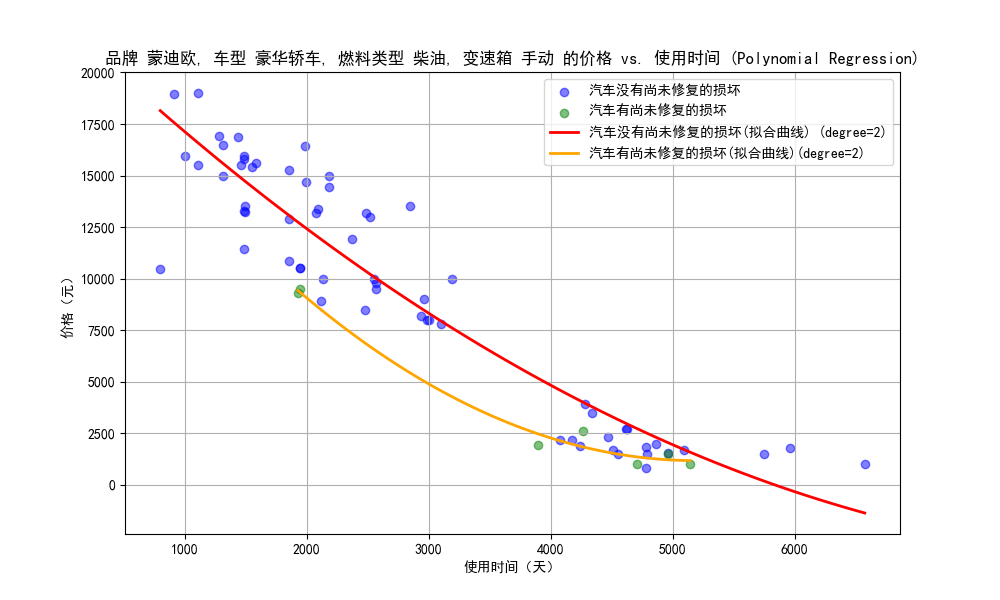 品牌 蒙迪欧, 车型 豪华轿车, 燃料类型 柴油, 变速箱 手动 的价格 vs. 使用时间 (Polynomial Regression)
汽车没有尚未修复的损坏
汽车有尚未修复的损坏
汽车没有尚未修复的损坏(拟合曲线) (degree=2)
汽车有尚未修复的损坏(拟合曲线)(degree=2)
价格（元）
20000
17500
15000
12500
10000
7500
5000
2500
0
1000 2000 3000 4000 5000 6000
使用时间（天）